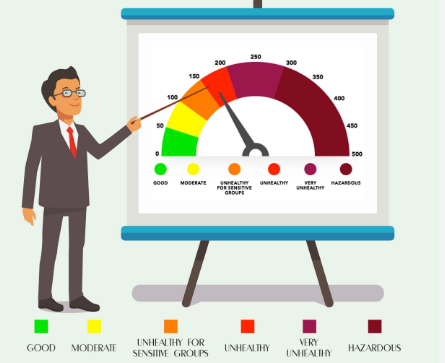 250
200
300
150
350
100
400
50
450
0
500
GOOD
MODERATE
UNHEALTHY
FOR SENSITIVE
GROUPS
UNHEALTHY
VERY
UNHEALTHY
HAZARDOUS
GOOD
MODERATE
UNHEALTHY FOR
SENSITIVE GROUPS
UNHEALTHY
VERY
UNHEALTHY
HAZARDOUS